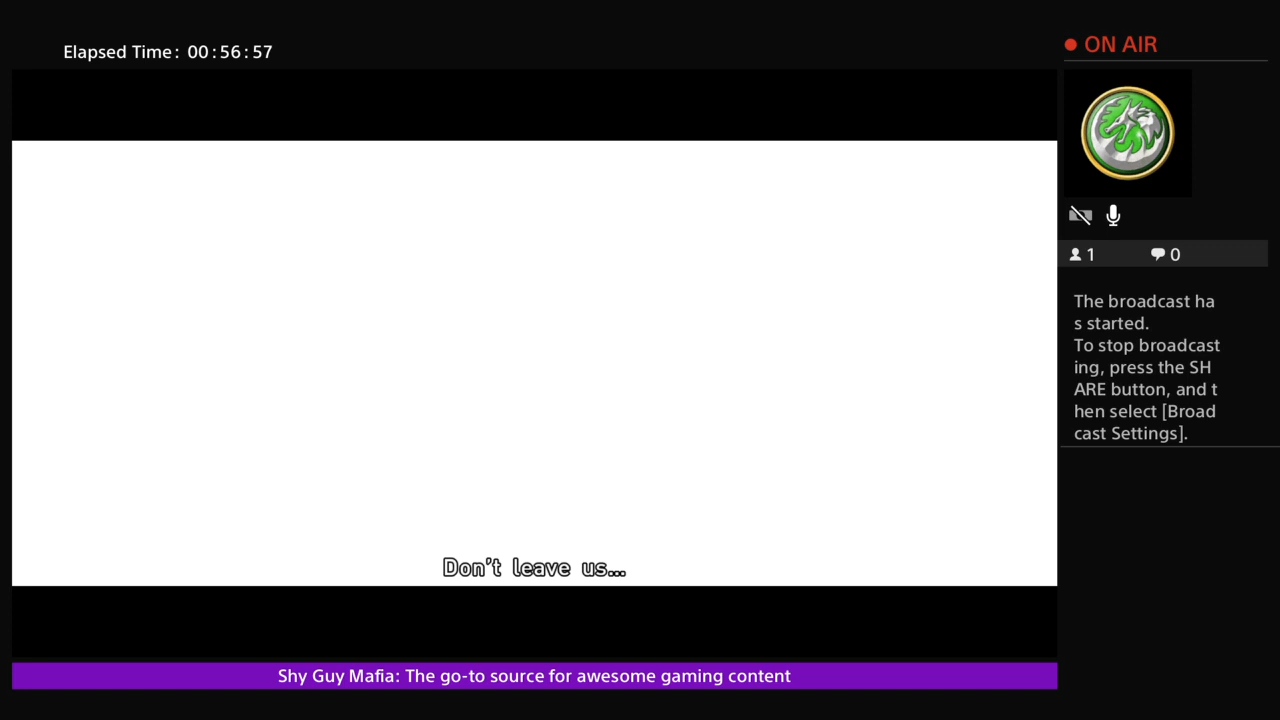 Elapsed Time: 00:56:57
ON AIR
1
0
The broadcast ha
s started.
To stop broadcast
ing, press the SH
ARE button, and t
hen select [Broad
cast Settings].
Don't leave us...
Shy Guy Mafia: The go-to source for awesome gaming content